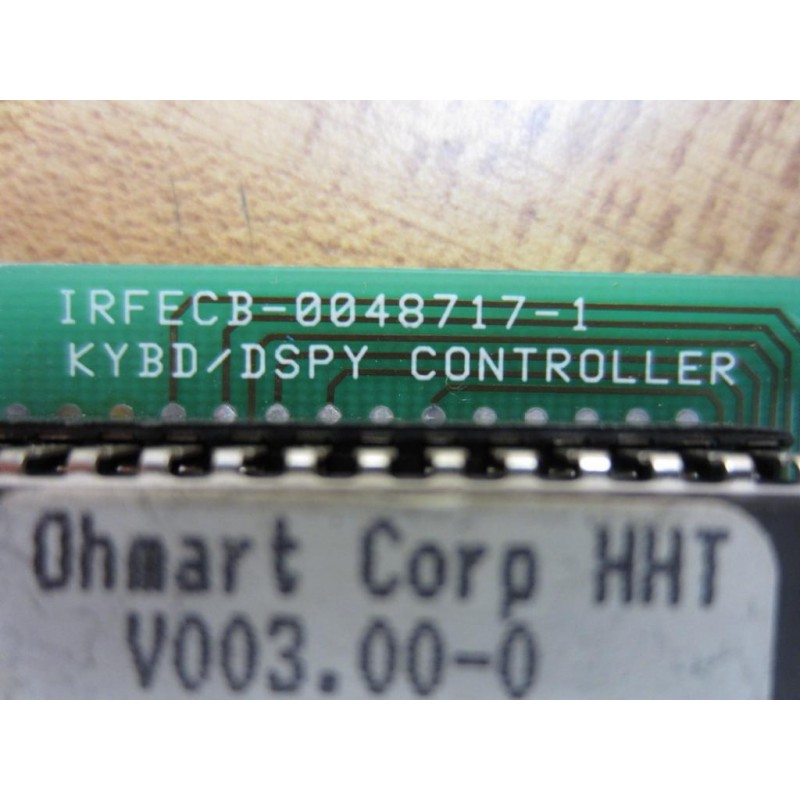 IRFECB-0048717-1
KYBD/DSPY CONTROLLER
Ohmart Corp HHT
V003.00-0